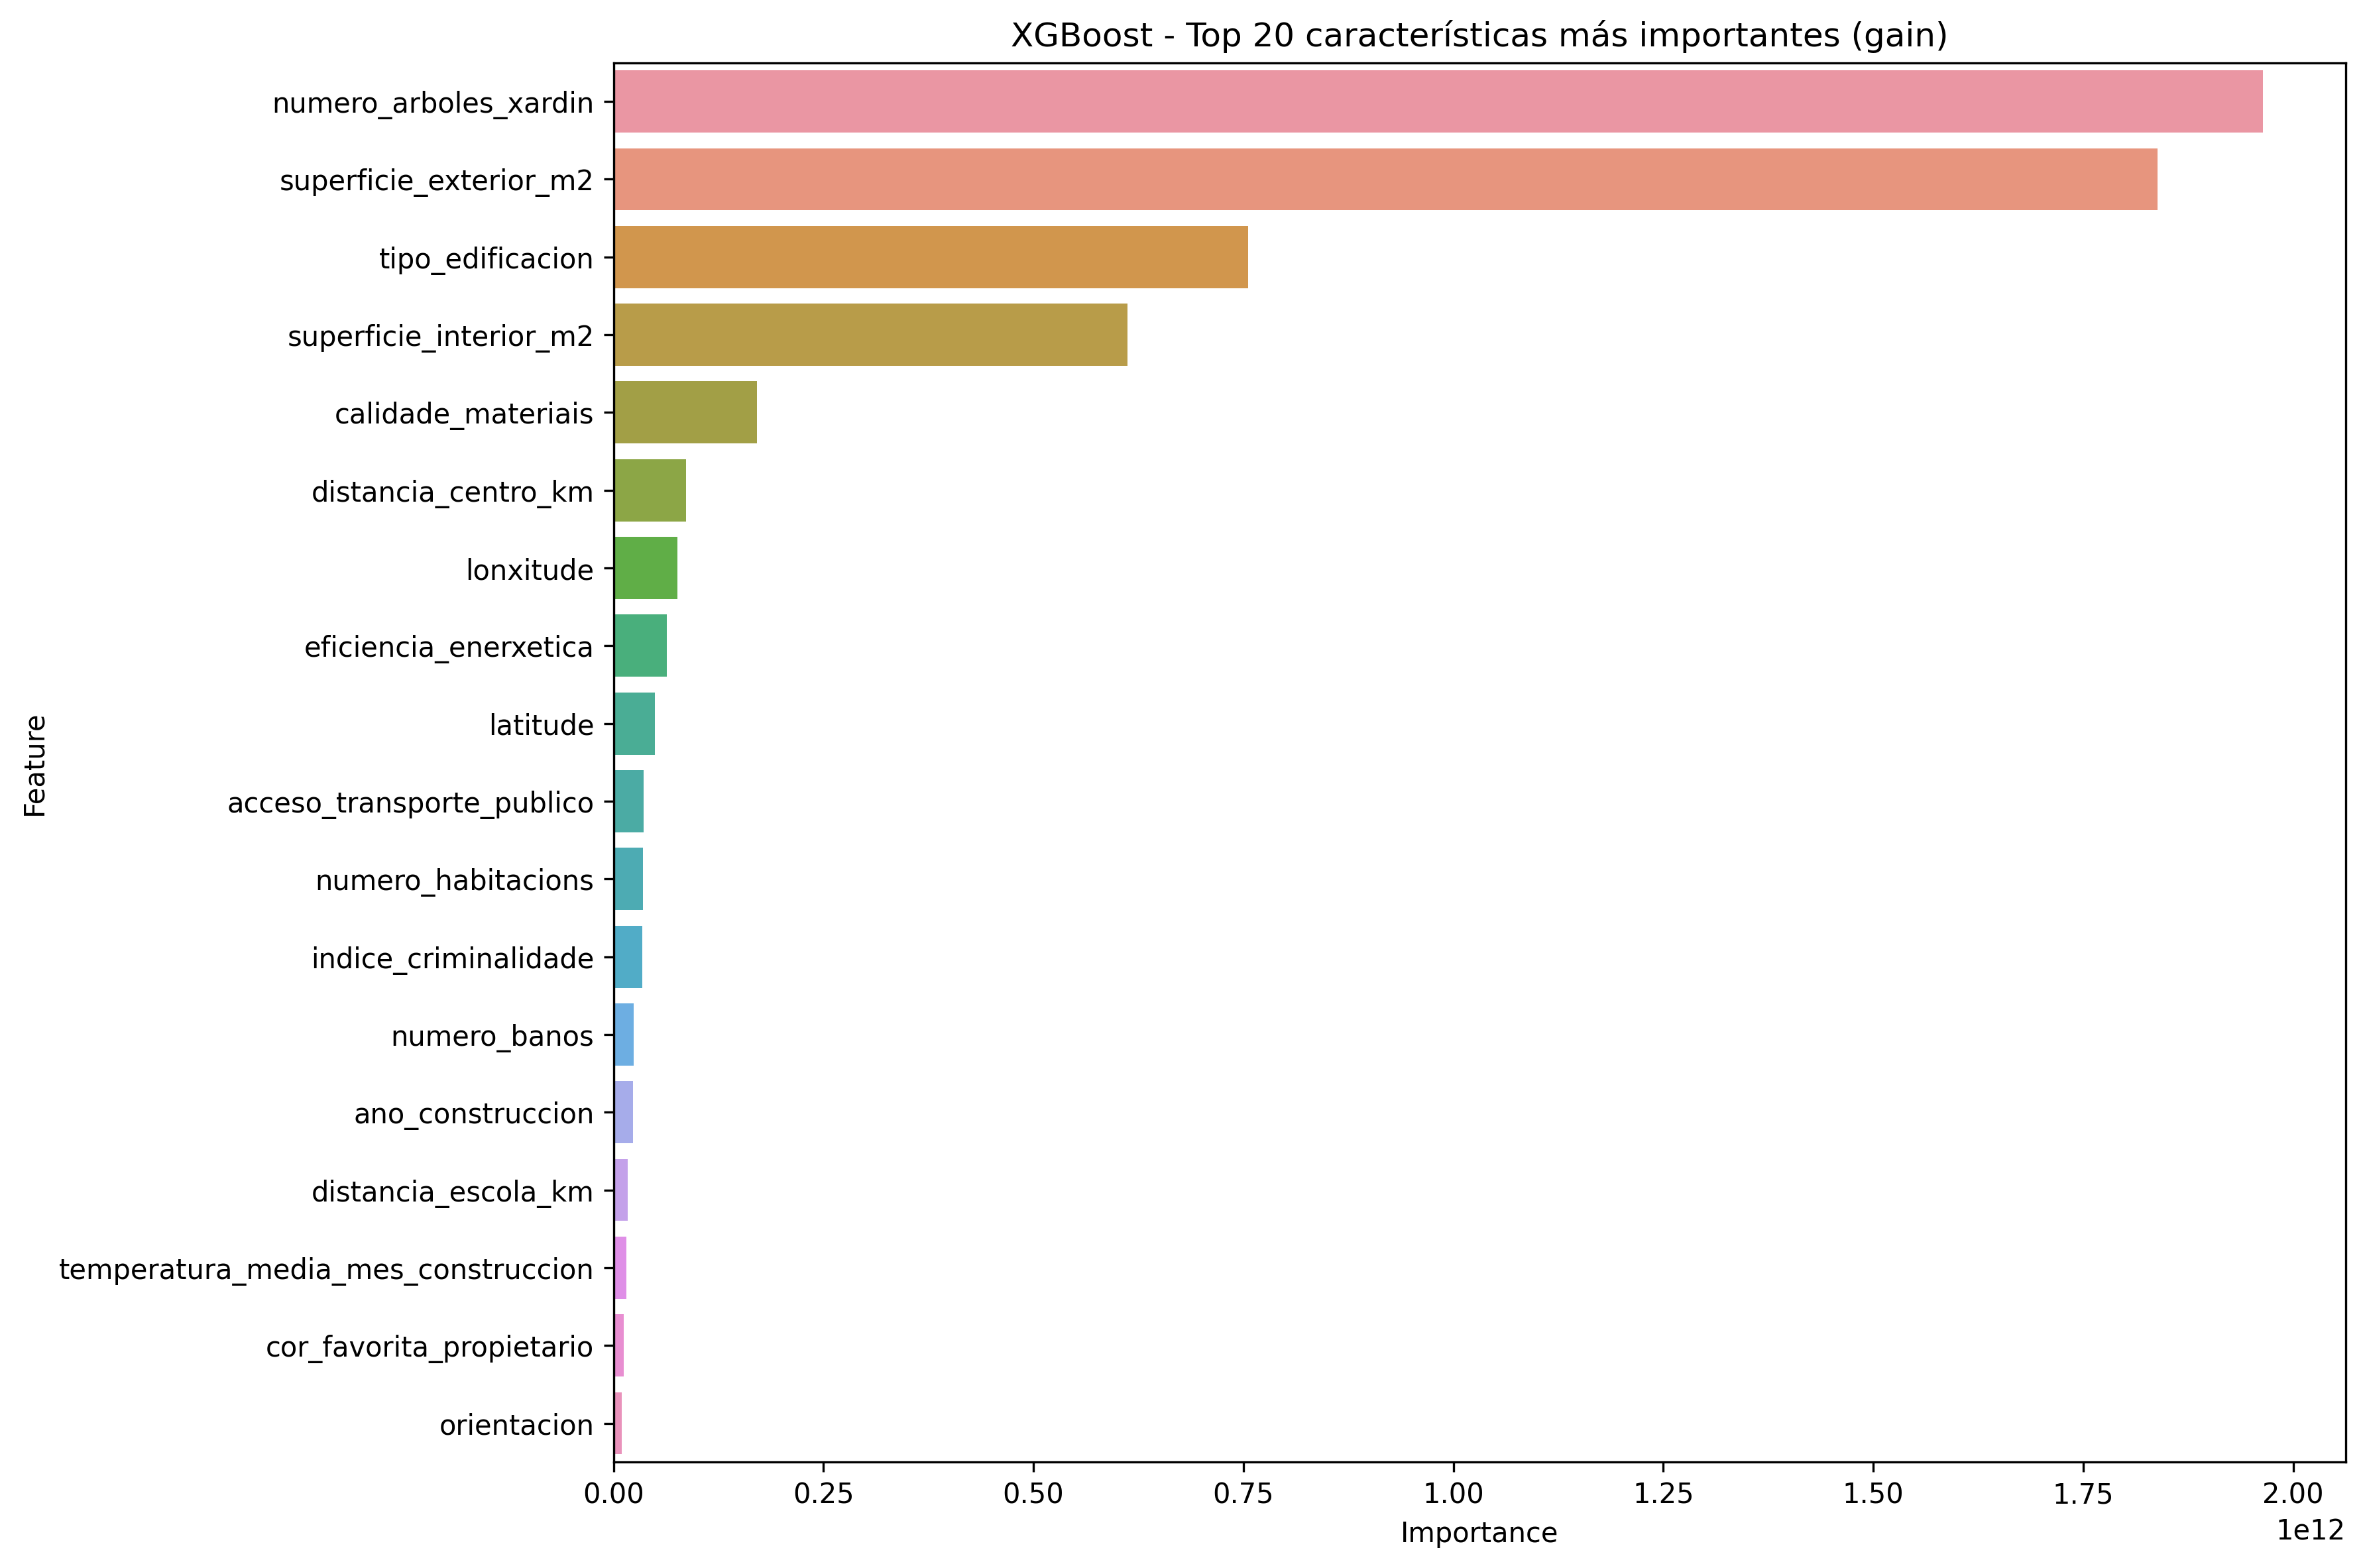 XGBoost - Top 20 características más importantes (gain)
numero_arboles_xardin
superficie_exterior_m2
tipo_edificacion
superficie_interior_m2
calidade_materiais
distancia_centro_km
lonxitude
eficiencia_enerxetica
latitude
acceso_transporte_publico
numero_habitacions
indice_criminalidade
numero_banos
ano_construccion
distancia_escola_km
temperatura_media_mes_construccion
cor_favorita_propietario
orientacion
Feature
0.00 0.25 0.50 0.75 1.00 1.25 1.50 1.75 2.00
1e12
Importance